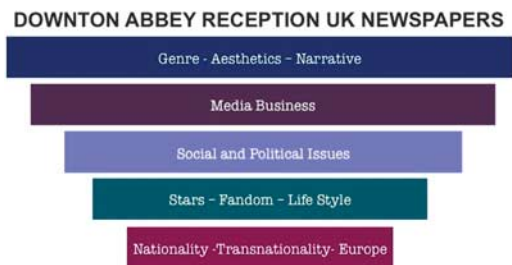 DOWNTON ABBEY RECEPTION UK NEWSPAPERS
Genre - Aesthetics – Narrative
Media Business
Social and Political Issues
Stars – Fandom – Life Style
Nationality -Transnationality- Europe